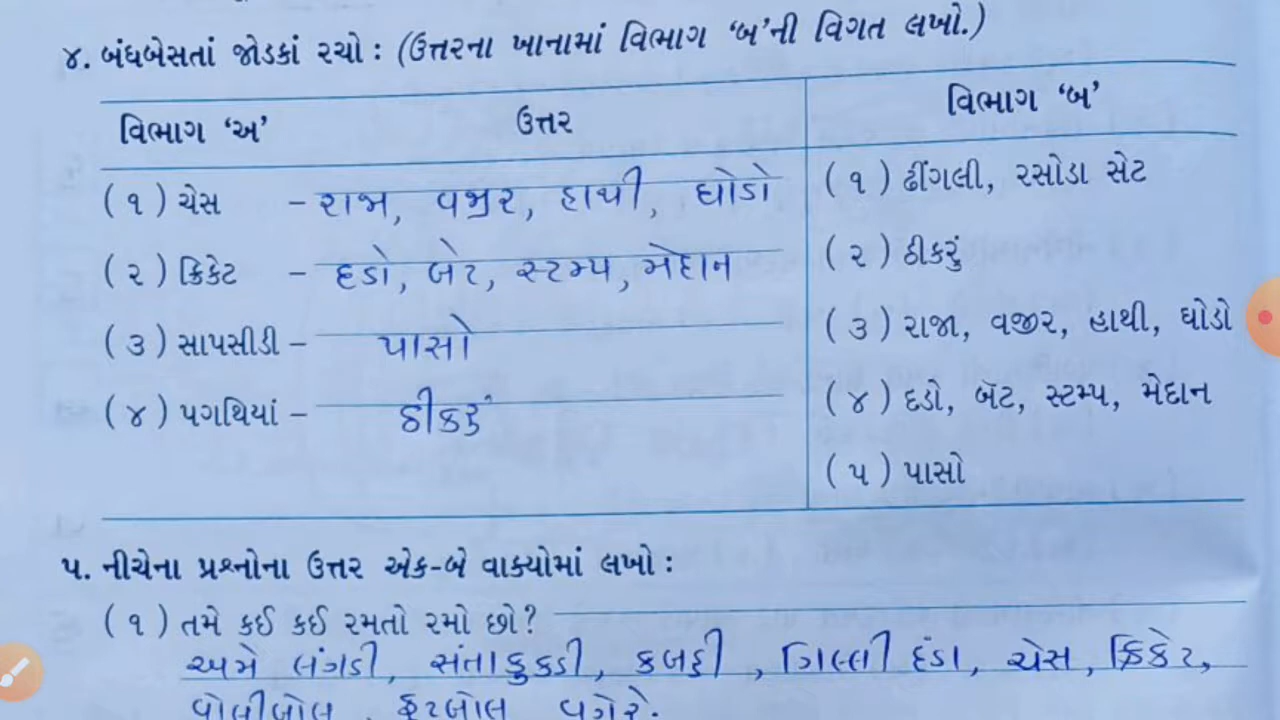 ૪. બંધબેસતાં જોડકાં રચો : (ઉત્તરના ખાનામાં વિભાગ ‘બ’ની વિગત લખો.)
વિભાગ ‘અ’ ઉત્તર વિભાગ ‘બ’
(૧) ચેસ – રાજા, વજીર, હાથી, ઘોડો (૧) ઢીંગલી, રસોડા સેટ
(૨) ક્રિકેટ – દડો, બેટ, સ્ટમ્પ, મેદાન (૨) ઠીકરું
(૩) સાપસીડી – પાસો (૩) રાજા, વજીર, હાથી, ઘોડો
(૪) પગથિયાં – ઠીકરું (૪) દડો, બૅટ, સ્ટમ્પ, મેદાન
(૫) પાસો
૫. નીચેના પ્રશ્નોના ઉત્તર એક-બે વાક્યોમાં લખો :
(૧) તમે કઈ કઈ રમતો રમો છો?
અમે લંગડી, સંતાકુકડી, કબડ્ડી, ગિલ્લી દંડા, ચેસ, ક્રિકેટ,
વોલીબોલ, ફૂટબોલ વગેરે.